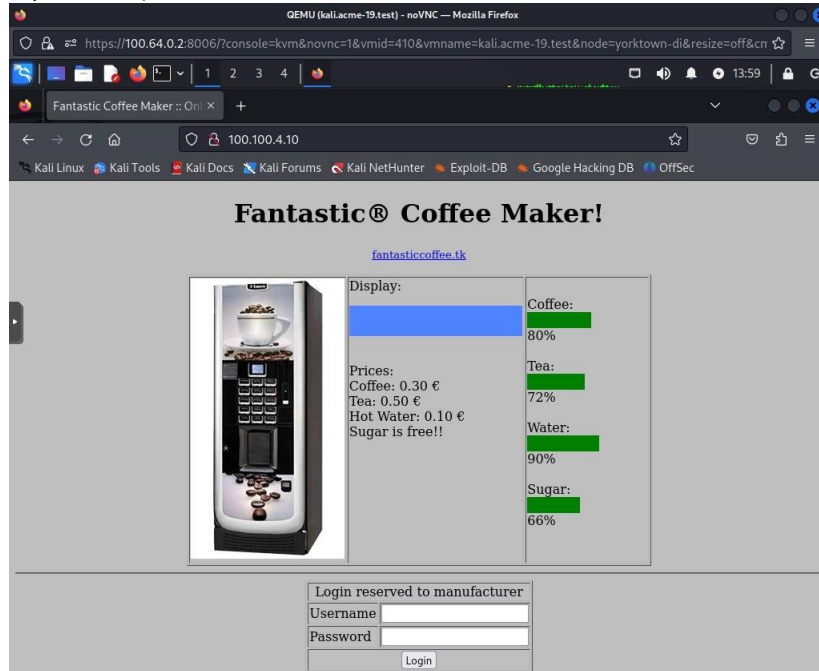 QEMU (kali.acme-19.test) - noVNC — Mozilla Firefox
https://100.64.0.2:8006/?console=kvm&novnc=1&vmid=410&vmname=kali.acme-19.test&node=yorktown-di&resize=off&cm
1 2 3 4 13:59
Fantastic Coffee Maker :: Onl
100.100.4.10
Kali Linux Kali Tools Kali Docs Kali Forums Kali NetHunter Exploit-DB Google Hacking DB OffSec
Fantastic® Coffee Maker!
fantasticcoffee.tk
Display:
Prices:
Coffee: 0.30 €
Tea: 0.50 €
Hot Water: 0.10 €
Sugar is free!!
Coffee:
80%
Tea:
72%
Water:
90%
Sugar:
66%
Login reserved to manufacturer
Username
Password
Login